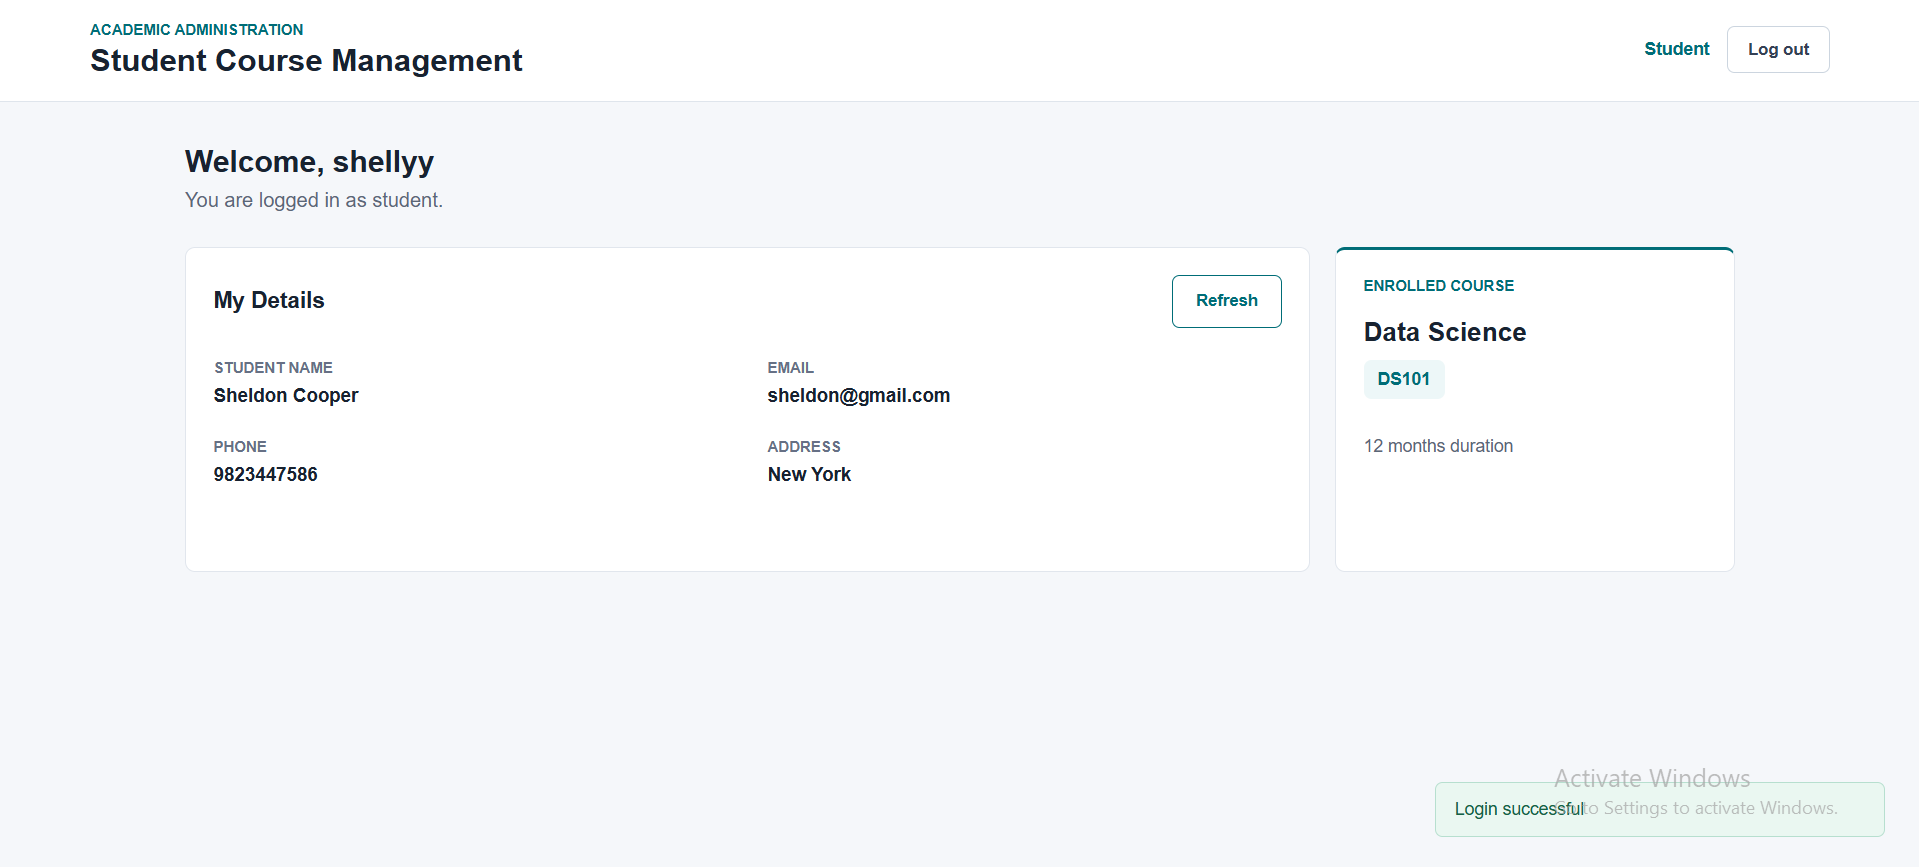 ACADEMIC ADMINISTRATION
Student Course Management
Student
Log out
Welcome, shellyy
You are logged in as student.
My Details
Refresh
STUDENT NAME
Sheldon Cooper
EMAIL
sheldon@gmail.com
PHONE
9823447586
ADDRESS
New York
ENROLLED COURSE
Data Science
DS101
12 months duration
Activate Windows
Login successful
Go to Settings to activate Windows.